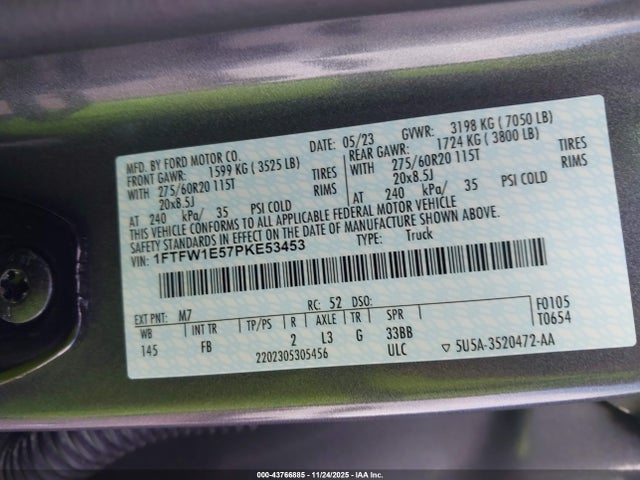 MFD. BY FORD MOTOR CO.
DATE: 05/23 GVWR: 3198 KG ( 7050 LB)
FRONT GAWR: 1599 KG ( 3525 LB)
REAR GAWR: 1724 KG ( 3800 LB)
WITH 275/60R20 115T TIRES
275/60R20 115T TIRES
20x8.5J RIMS
WITH 20x8.5J RIMS
AT 240 kPa/ 35 PSI COLD
AT 240 kPa/ 35 PSI COLD
THIS VEHICLE CONFORMS TO ALL APPLICABLE FEDERAL MOTOR VEHICLE
SAFETY STANDARDS IN EFFECT ON THE DATE OF MANUFACTURE SHOWN ABOVE.
VIN: 1FTFW1E57PKE53453 TYPE: Truck
EXT PNT: M7 RC: 52 DSO: F0105
WB INT TR TP/PS R AXLE TR SPR T0654
145 FB 2 L3 G 33BB
2202305305456 ULC ▽ 5U5A-3520472-AA
000-43766885 - 11/24/2025 - IAA Inc.